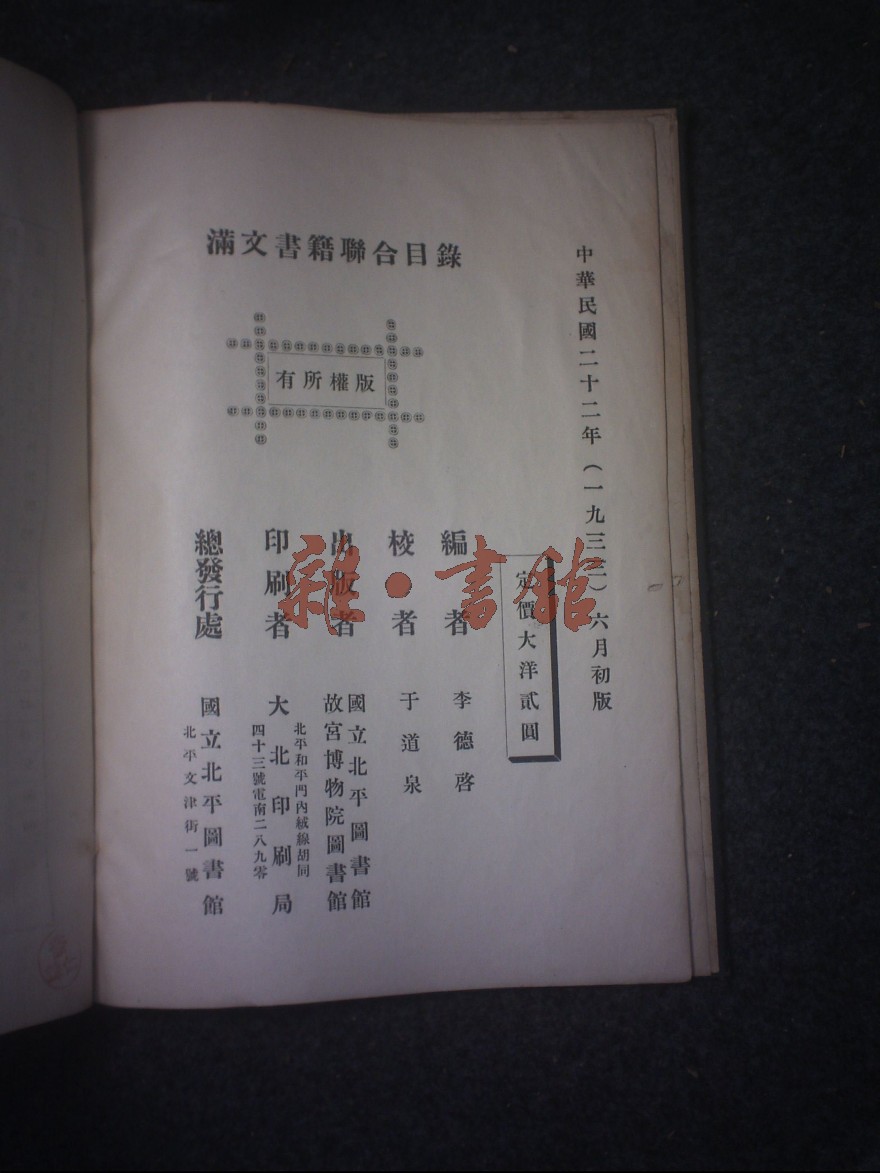 滿文書籍聯合目錄
有所權版
中華民國二十二年（一九三三）六月初版
定價大洋貳圓
編者 李德啓
校者 于道泉
出版者 國立北平圖書館
故宮博物院圖書館
印刷者 大北印刷局
北平和平門內絨線胡同
四十三號電南二八九零
總發行處 國立北平圖書館
北平文津街一號
雜·書館